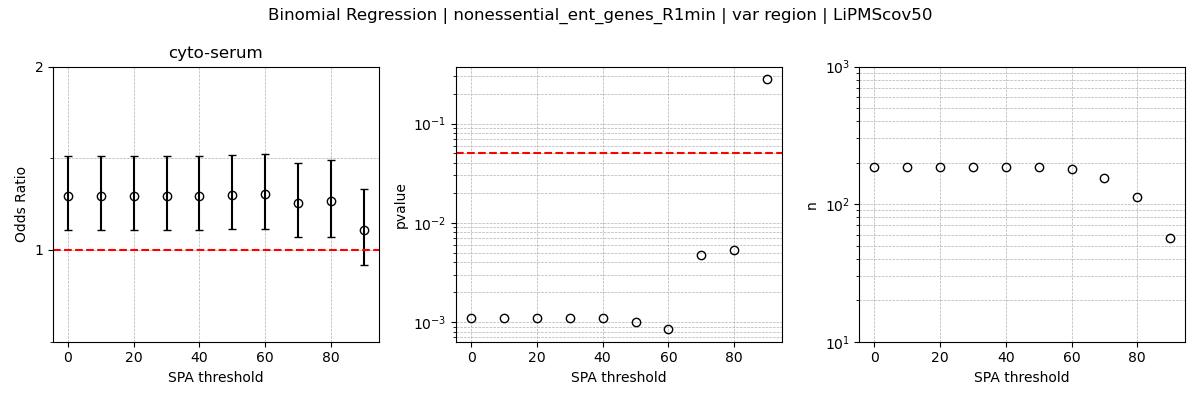 Binomial Regression | nonessential_ent_genes_R1min | var region | LiPMScov50
cyto-serum
Odds Ratio
2
1
0 20 40 60 80
SPA threshold
pvalue
10⁻¹
10⁻²
10⁻³
0 20 40 60 80
SPA threshold
n
10³
10²
10¹
0 20 40 60 80
SPA threshold